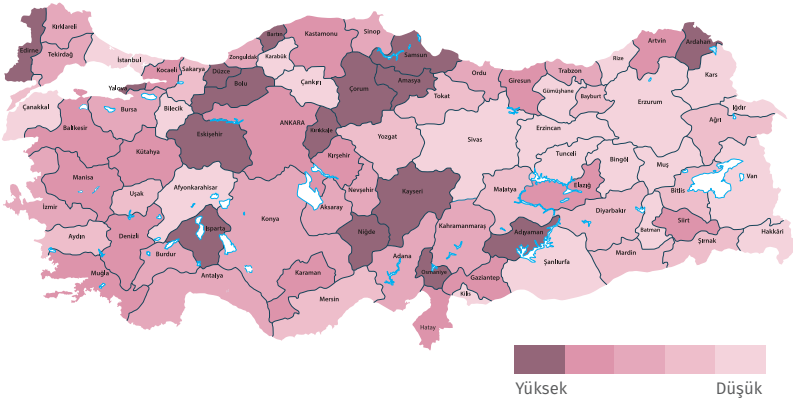 Edirne
Kırklareli
Tekirdağ
İstanbul
Kocaeli
Sakarya
Yalova
Düzce
Bolu
Zonguldak
Bartın
Karabük
Kastamonu
Sinop
Samsun
Çankırı
Çorum
Amasya
Tokat
Ordu
Giresun
Trabzon
Gümüşhane
Bayburt
Rize
Artvin
Ardahan
Kars
Iğdır
Ağrı
Erzurum
Erzincan
Çanakkal
Balıkesir
Bursa
Bilecik
Eskişehir
ANKARA
Kırıkkale
Kırşehir
Yozgat
Sivas
Tunceli
Bingöl
Muş
Bitlis
Van
Kütahya
Manisa
Uşak
Afyonkarahisar
İzmir
Aydın
Denizli
Muğla
Burdur
Isparta
Antalya
Konya
Aksaray
Nevşehir
Kayseri
Niğde
Karaman
Mersin
Adana
Osmaniye
Hatay
Kahramanmaraş
Gaziantep
Kilis
Malatya
Elazığ
Adıyaman
Şanlıurfa
Diyarbakır
Batman
Mardin
Siirt
Şırnak
Hakkâri
Yüksek
Düşük